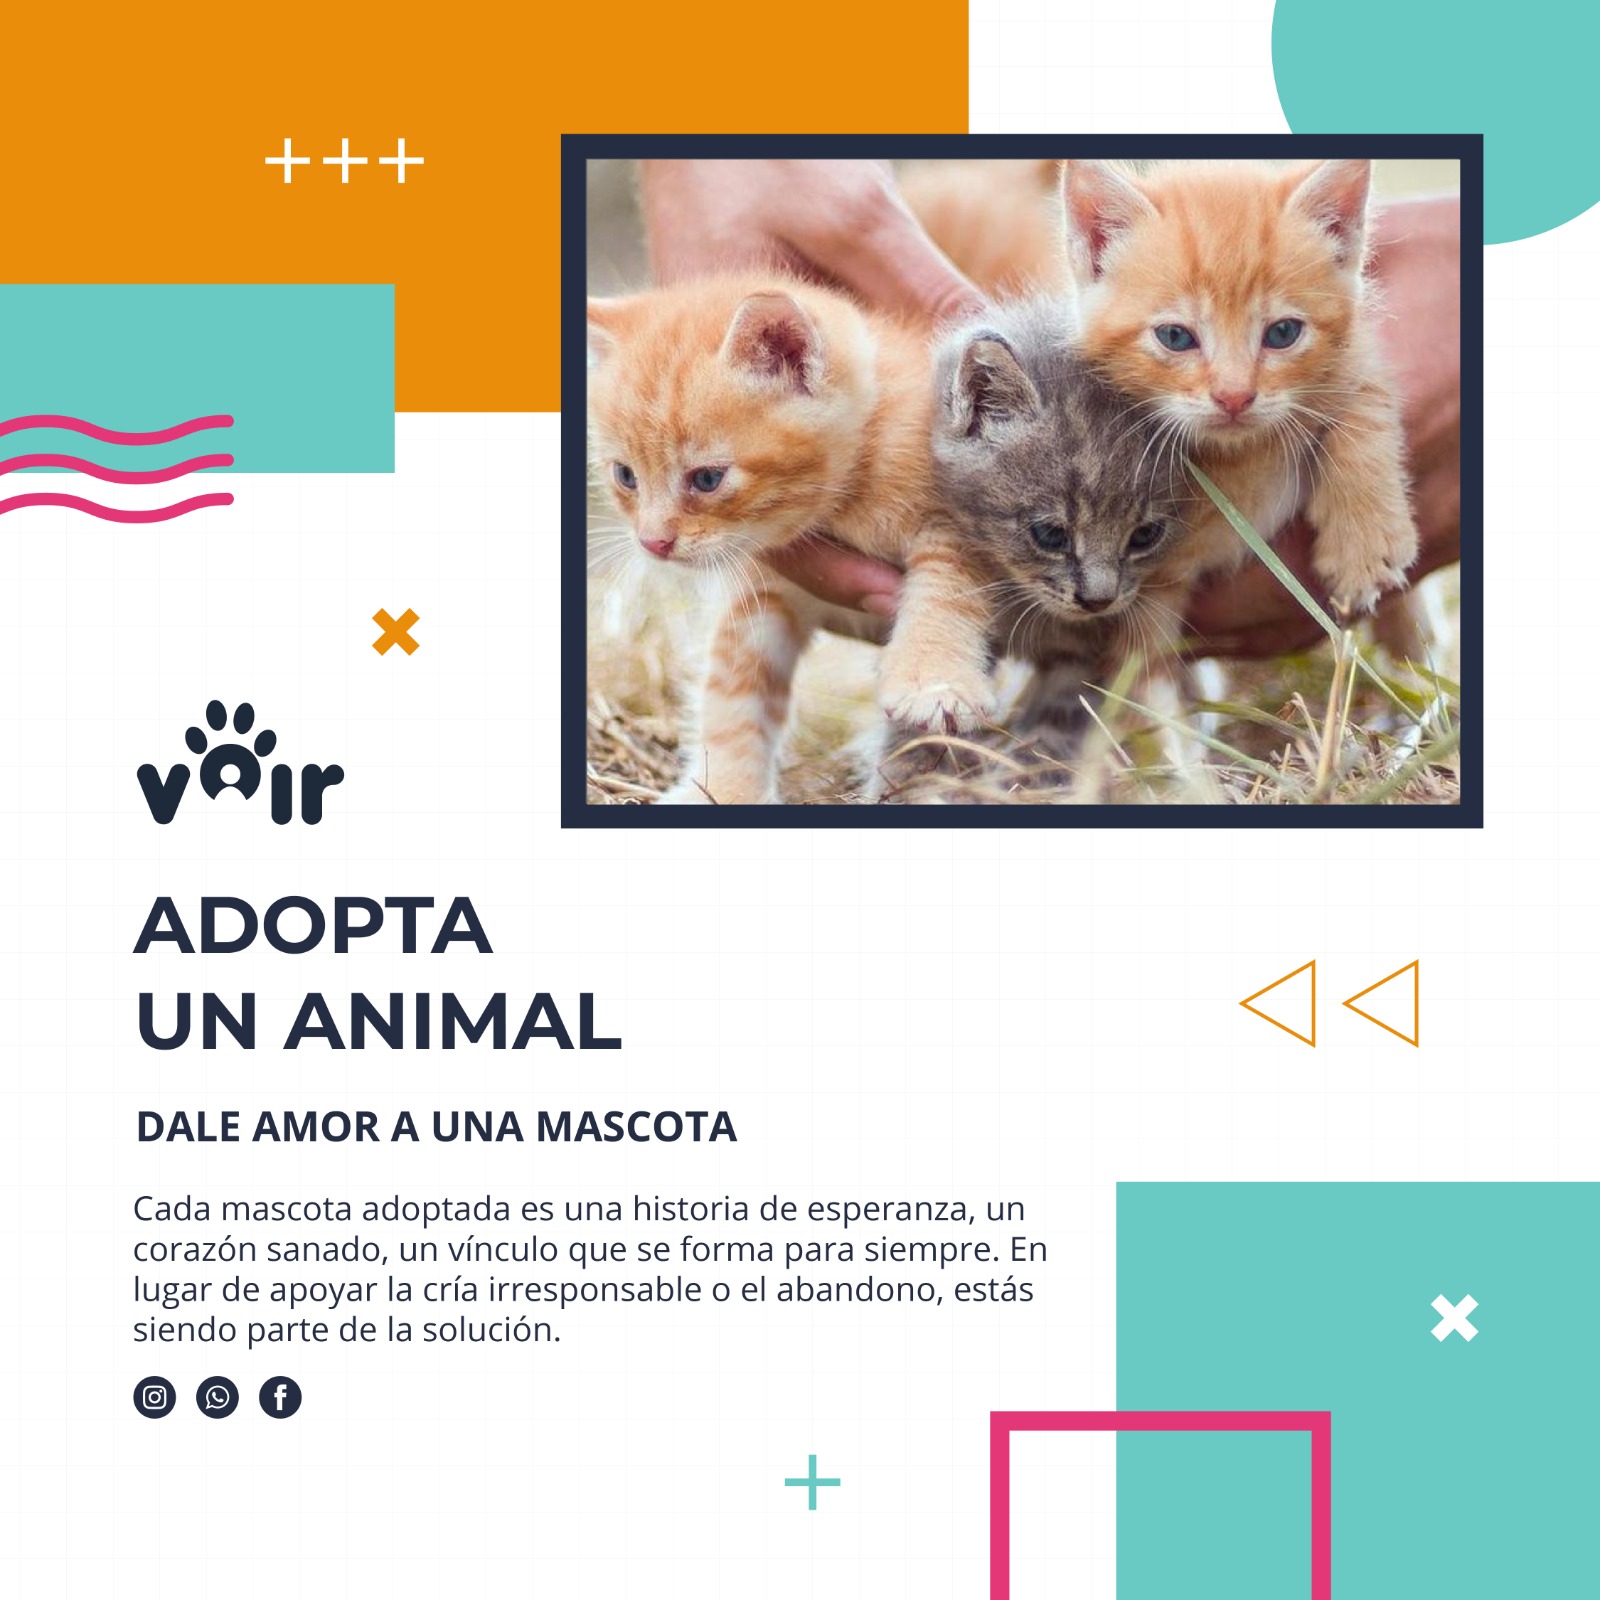 voir
ADOPTA
UN ANIMAL
DALE AMOR A UNA MASCOTA
Cada mascota adoptada es una historia de esperanza, un
corazón sanado, un vínculo que se forma para siempre. En
lugar de apoyar la cría irresponsable o el abandono, estás
siendo parte de la solución.